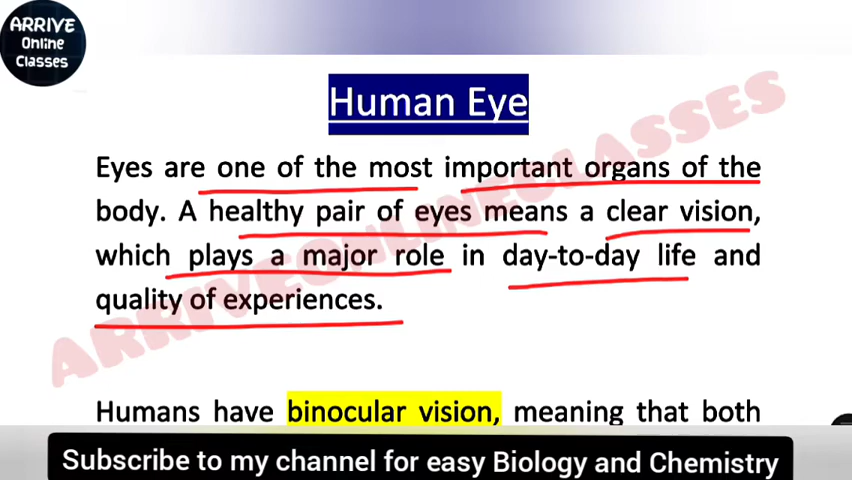 ARRIVE
Online
Classes
Human Eye
Eyes are one of the most important organs of the
body. A healthy pair of eyes means a clear vision,
which plays a major role in day-to-day life and
quality of experiences.
ARRIVEONLINECLASSES
Humans have binocular vision, meaning that both
Subscribe to my channel for easy Biology and Chemistry